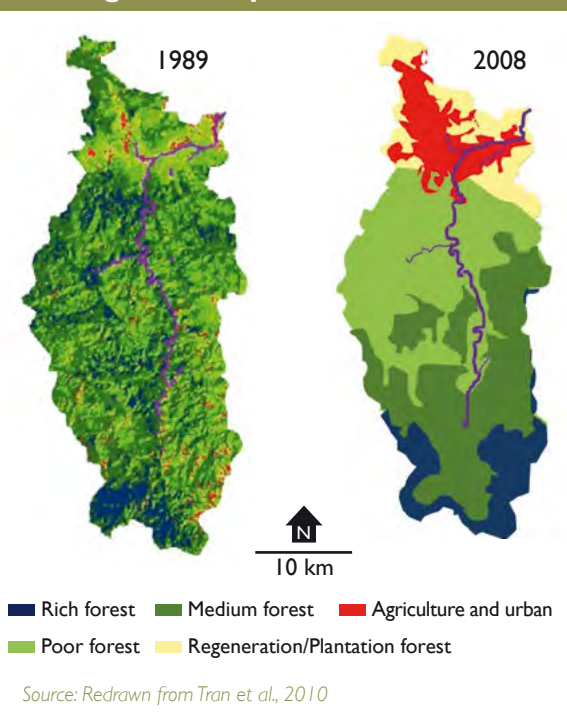 1989
2008
N
10 km
Rich forest
Medium forest
Agriculture and urban
Poor forest
Regeneration/Plantation forest
Source: Redrawn from Tran et al., 2010